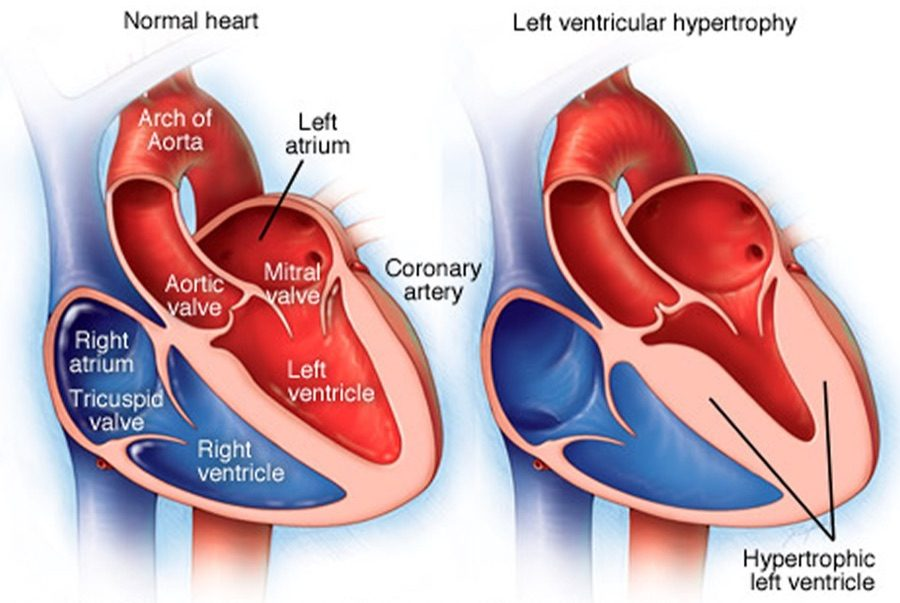 Normal heart
Left ventricular hypertrophy
Arch of
Aorta
Left
atrium
Aortic
valve
Mitral
valve
Coronary
artery
Right
atrium
Tricuspid
valve
Left
ventricle
Right
ventricle
Hypertrophic
left ventricle